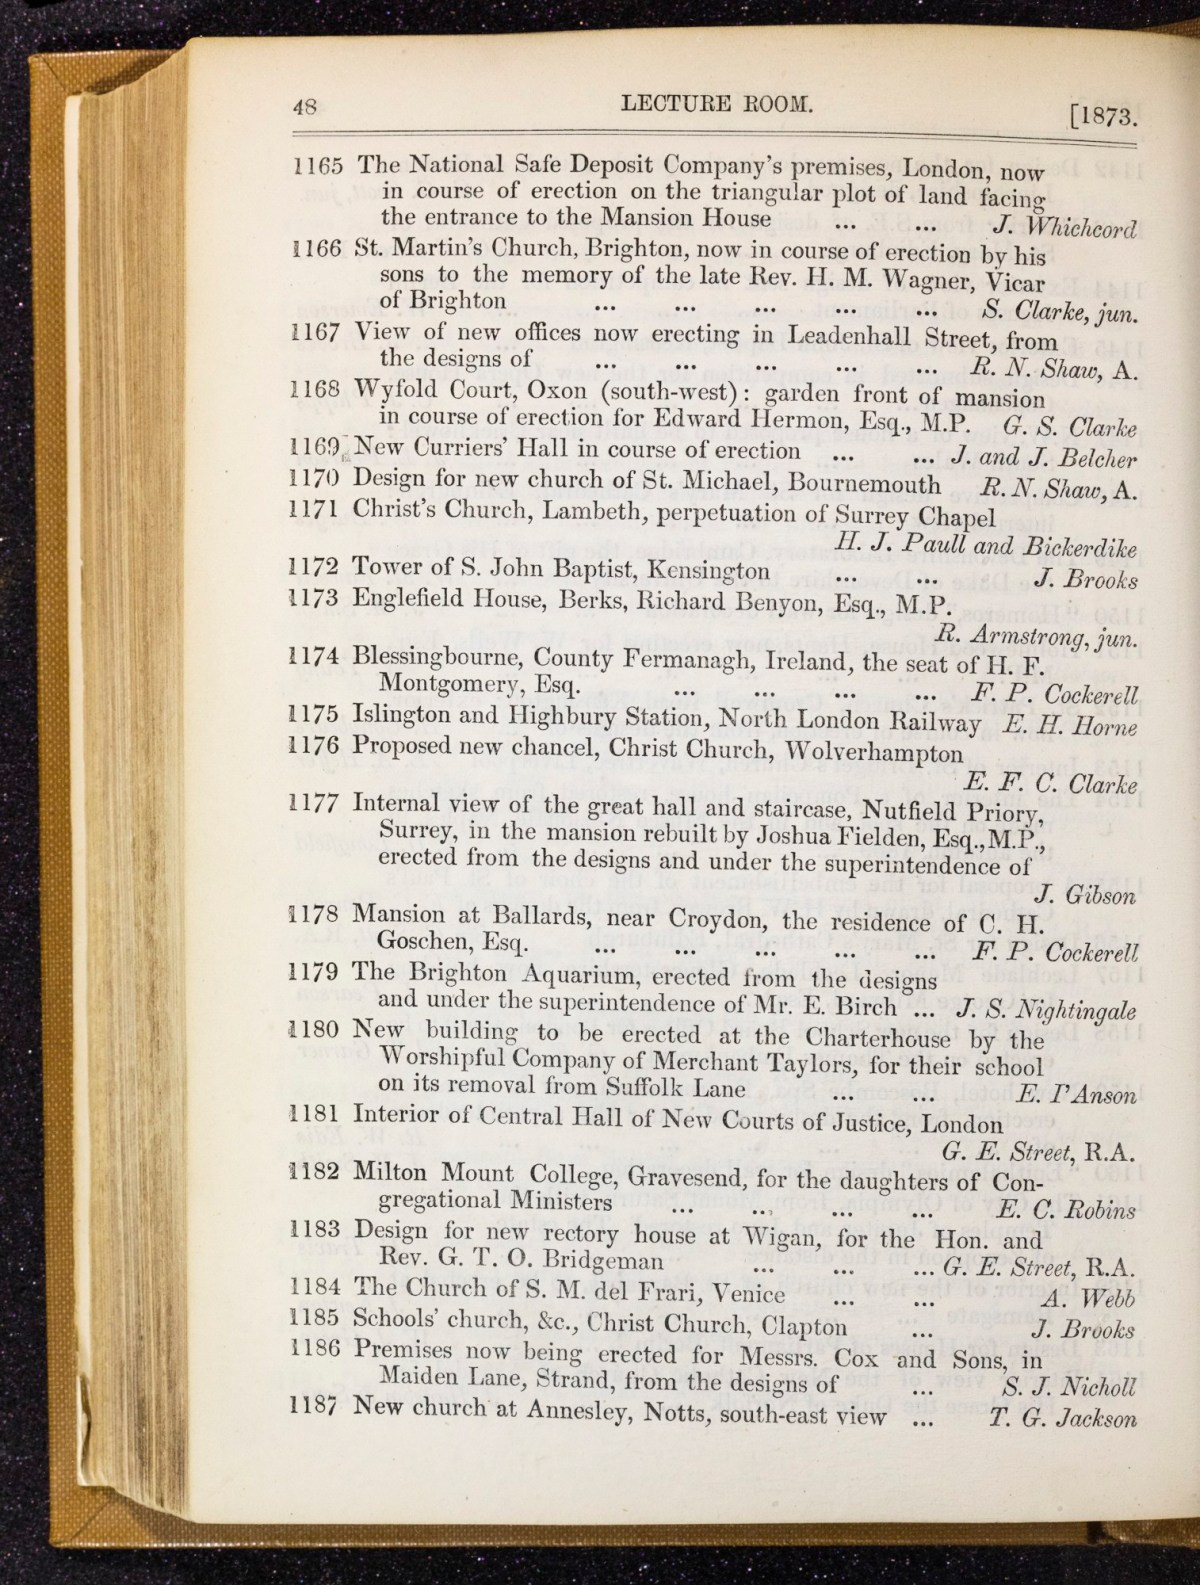 48 LECTURE ROOM. [1873.
1165 The National Safe Deposit Company's premises, London, now
in course of erection on the triangular plot of land facing
the entrance to the Mansion House ... ... J. Whichcord
1166 St. Martin's Church, Brighton, now in course of erection by his
sons to the memory of the late Rev. H. M. Wagner, Vicar
of Brighton ... ... ... ... ... S. Clarke, jun.
1167 View of new offices now erecting in Leadenhall Street, from
the designs of ... ... ... ... ... R. N. Shaw, A.
1168 Wyfold Court, Oxon (south-west): garden front of mansion
in course of erection for Edward Hermon, Esq., M.P. G. S. Clarke
1169 New Curriers' Hall in course of erection ... ... J. and J. Belcher
1170 Design for new church of St. Michael, Bournemouth R. N. Shaw, A.
1171 Christ's Church, Lambeth, perpetuation of Surrey Chapel
H. J. Paull and Bickerdike
1172 Tower of S. John Baptist, Kensington ... ... J. Brooks
1173 Englefield House, Berks, Richard Benyon, Esq., M.P.
R. Armstrong, jun.
1174 Blessingbourne, County Fermanagh, Ireland, the seat of H. F.
Montgomery, Esq. ... ... ... ... F. P. Cockerell
1175 Islington and Highbury Station, North London Railway E. H. Horne
1176 Proposed new chancel, Christ Church, Wolverhampton
E. F. C. Clarke
1177 Internal view of the great hall and staircase, Nutfield Priory,
Surrey, in the mansion rebuilt by Joshua Fielden, Esq., M.P.,
erected from the designs and under the superintendence of
J. Gibson
1178 Mansion at Ballards, near Croydon, the residence of C. H.
Goschen, Esq. ... ... ... ... ... F. P. Cockerell
1179 The Brighton Aquarium, erected from the designs
and under the superintendence of Mr. E. Birch ... J. S. Nightingale
1180 New building to be erected at the Charterhouse by the
Worshipful Company of Merchant Taylors, for their school
on its removal from Suffolk Lane ... ... E. I'Anson
1181 Interior of Central Hall of New Courts of Justice, London
G. E. Street, R.A.
1182 Milton Mount College, Gravesend, for the daughters of Con-
gregational Ministers ... ... ... ... E. C. Robins
1183 Design for new rectory house at Wigan, for the Hon. and
Rev. G. T. O. Bridgeman ... ... ... G. E. Street, R.A.
1184 The Church of S. M. del Frari, Venice ... ... A. Webb
1185 Schools' church, &c., Christ Church, Clapton ... J. Brooks
1186 Premises now being erected for Messrs. Cox and Sons, in
Maiden Lane, Strand, from the designs of ... S. J. Nicholl
1187 New church at Annesley, Notts, south-east view ... T. G. Jackson